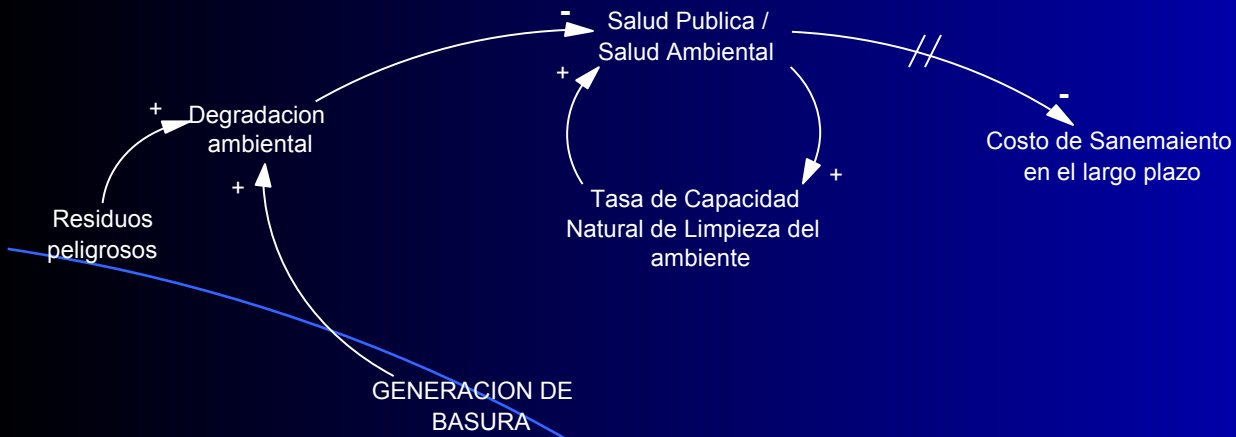 -
Salud Publica /
Salud Ambiental
+
-
+
Degradacion
ambiental
Costo de Sanemaiento
en el largo plazo
+
+
Tasa de Capacidad
Natural de Limpieza del
ambiente
Residuos
peligrosos
GENERACION DE
BASURA